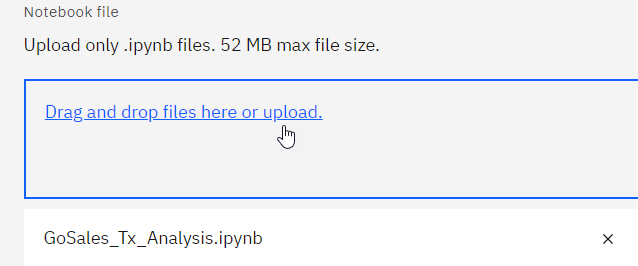 Notebook file
Upload only .ipynb files. 52 MB max file size.
Drag and drop files here or upload.
GoSales_Tx_Analysis.ipynb